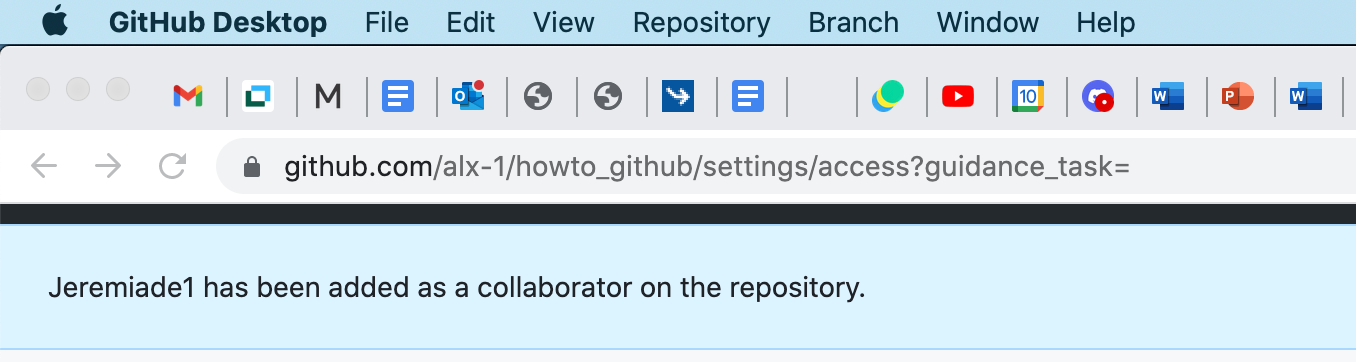 GitHub Desktop File Edit View Repository Branch Window Help
M 10 W P W
github.com/alx-1/howto_github/settings/access?guidance_task=
Jeremiade1 has been added as a collaborator on the repository.